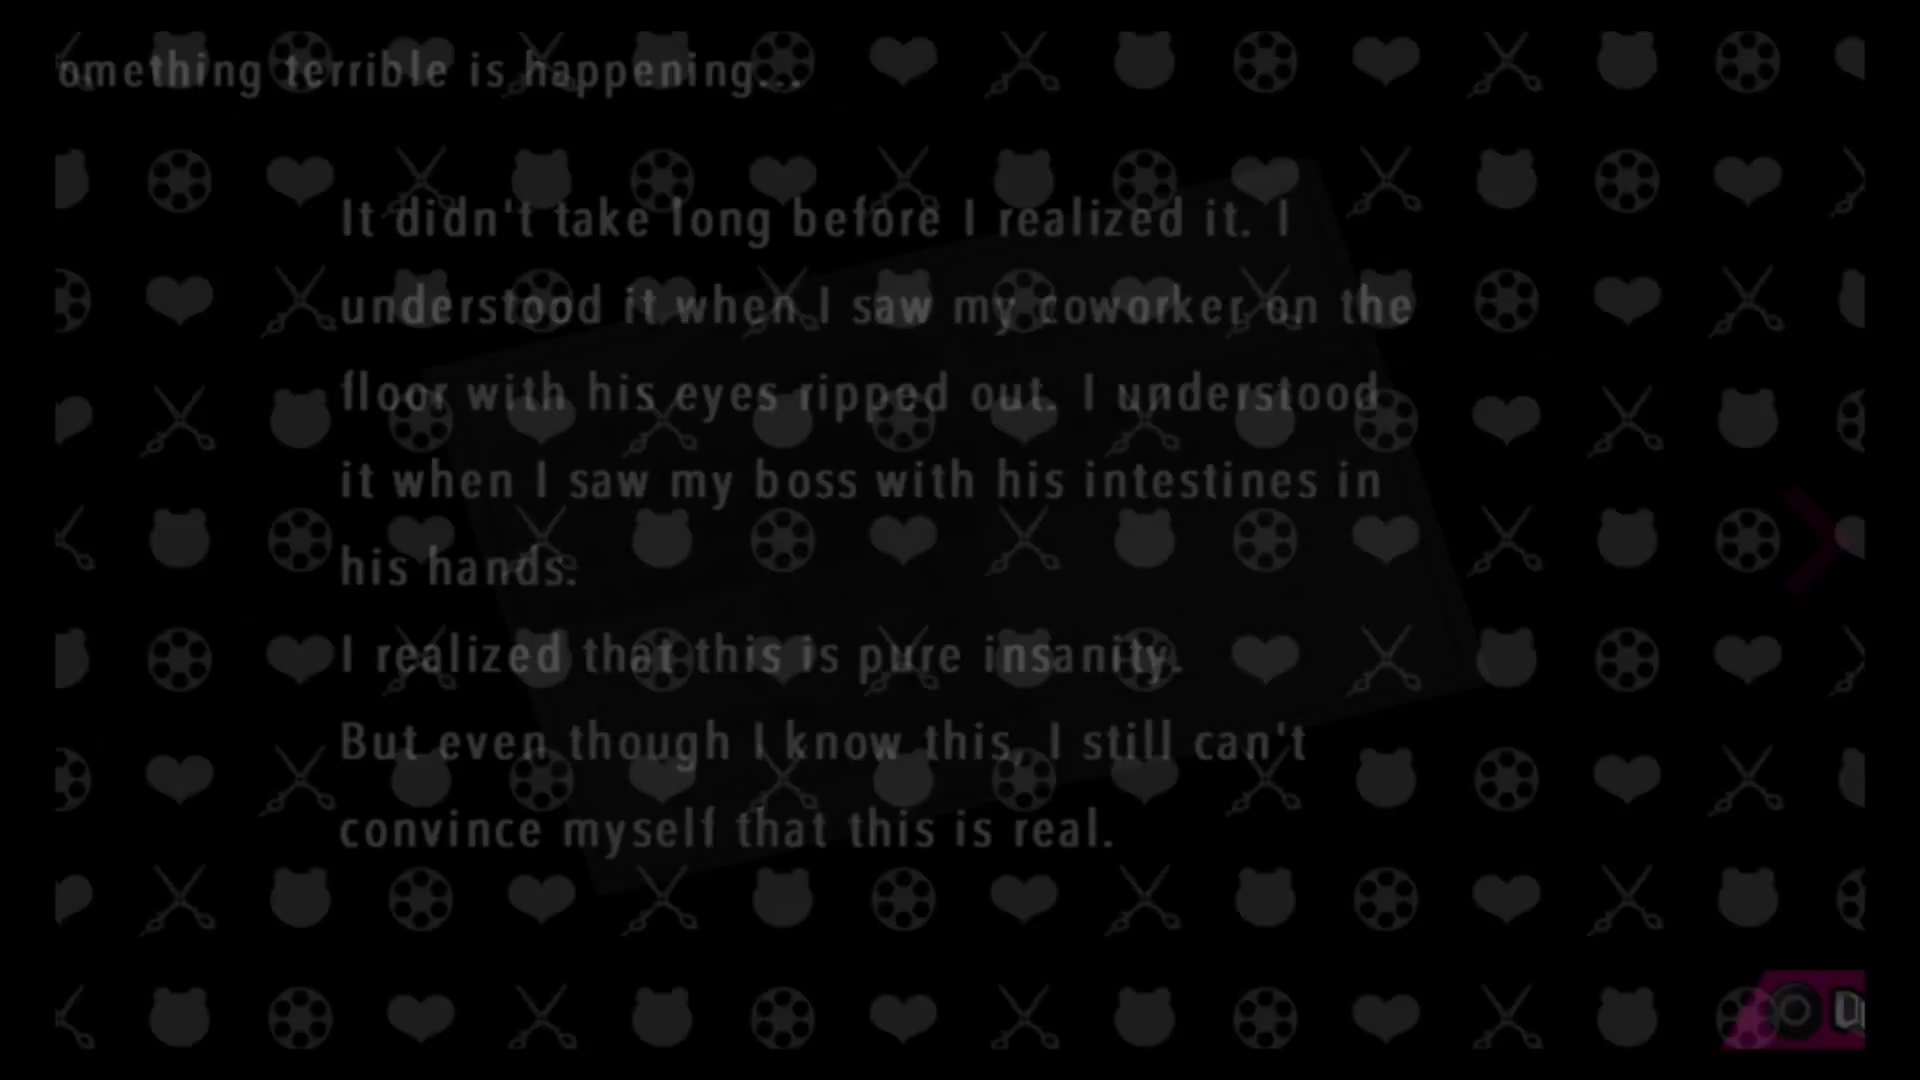 omething terrible is happening...
It didn't take long before I realized it. I
understood it when I saw my coworker on the
floor with his eyes ripped out. I understood
it when I saw my boss with his intestines in
his hands.
I realized that this is pure insanity.
But even though I know this, I still can't
convince myself that this is real.